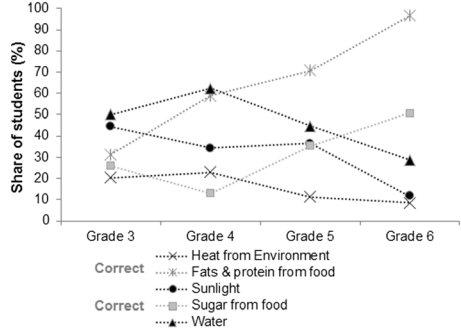 Share of students (%)
100
90
80
70
60
50
40
30
20
10
0
Grade 3 Grade 4 Grade 5 Grade 6
Heat from Environment
Correct Fats & protein from food
Sunlight
Correct Sugar from food
Water